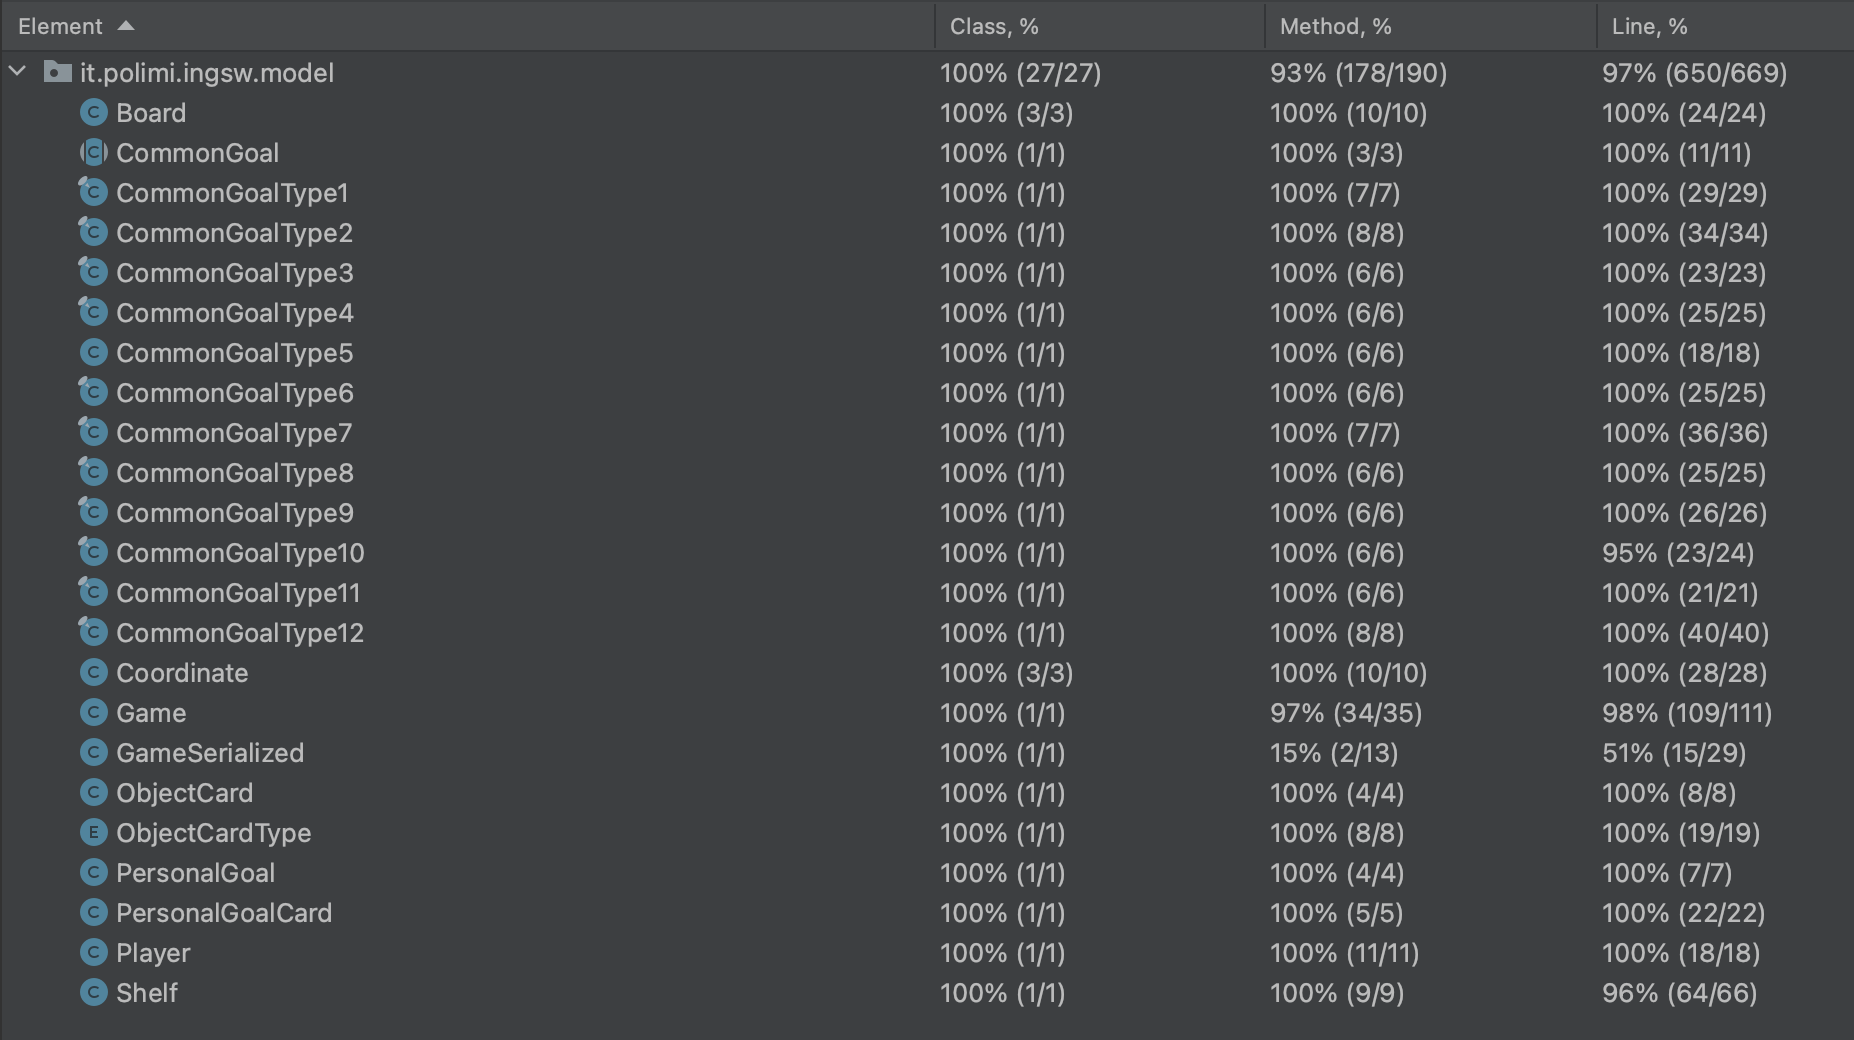 Element Class, % Method, % Line, %
it.polimi.ingsw.model 100% (27/27) 93% (178/190) 97% (650/669)
C Board 100% (3/3) 100% (10/10) 100% (24/24)
C CommonGoal 100% (1/1) 100% (3/3) 100% (11/11)
C CommonGoalType1 100% (1/1) 100% (7/7) 100% (29/29)
C CommonGoalType2 100% (1/1) 100% (8/8) 100% (34/34)
C CommonGoalType3 100% (1/1) 100% (6/6) 100% (23/23)
C CommonGoalType4 100% (1/1) 100% (6/6) 100% (25/25)
C CommonGoalType5 100% (1/1) 100% (6/6) 100% (18/18)
C CommonGoalType6 100% (1/1) 100% (6/6) 100% (25/25)
C CommonGoalType7 100% (1/1) 100% (7/7) 100% (36/36)
C CommonGoalType8 100% (1/1) 100% (6/6) 100% (25/25)
C CommonGoalType9 100% (1/1) 100% (6/6) 100% (26/26)
C CommonGoalType10 100% (1/1) 100% (6/6) 95% (23/24)
C CommonGoalType11 100% (1/1) 100% (6/6) 100% (21/21)
C CommonGoalType12 100% (1/1) 100% (8/8) 100% (40/40)
C Coordinate 100% (3/3) 100% (10/10) 100% (28/28)
C Game 100% (1/1) 97% (34/35) 98% (109/111)
C GameSerialized 100% (1/1) 15% (2/13) 51% (15/29)
C ObjectCard 100% (1/1) 100% (4/4) 100% (8/8)
E ObjectCardType 100% (1/1) 100% (8/8) 100% (19/19)
C PersonalGoal 100% (1/1) 100% (4/4) 100% (7/7)
C PersonalGoalCard 100% (1/1) 100% (5/5) 100% (22/22)
C Player 100% (1/1) 100% (11/11) 100% (18/18)
C Shelf 100% (1/1) 100% (9/9) 96% (64/66)